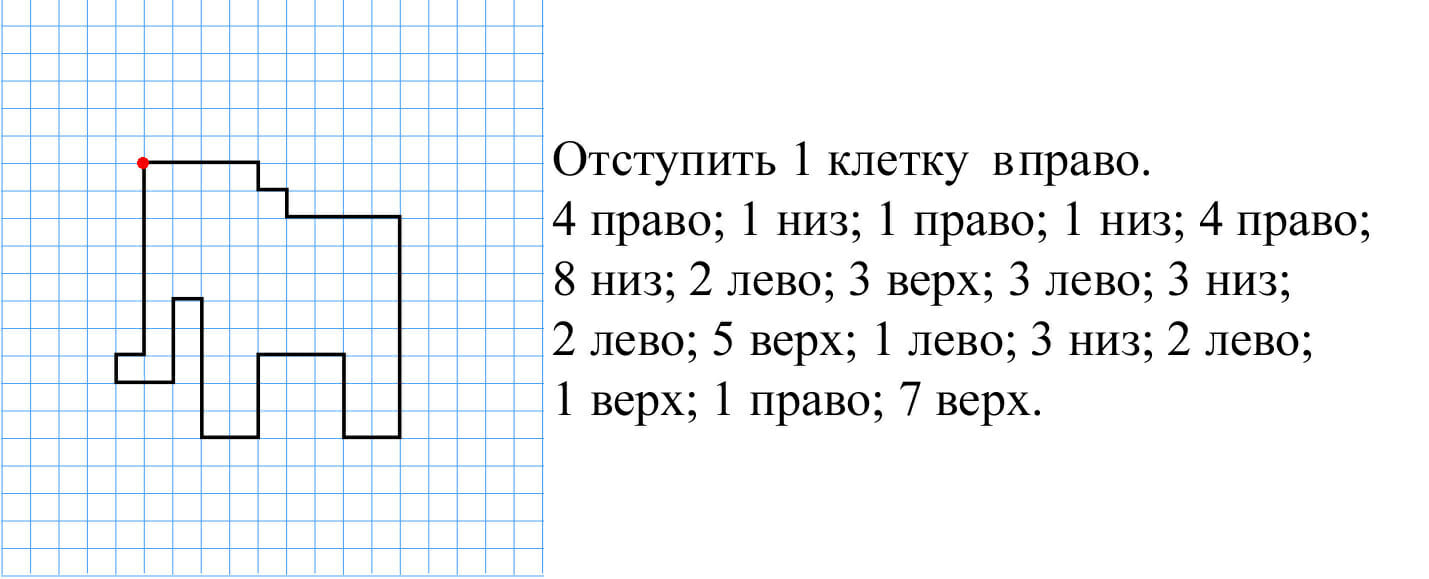 Отступить 1 клетку вправо.
4 право; 1 низ; 1 право; 1 низ; 4 право;
8 низ; 2 лево; 3 верх; 3 лево; 3 низ;
2 лево; 5 верх; 1 лево; 3 низ; 2 лево;
1 верх; 1 право; 7 верх.